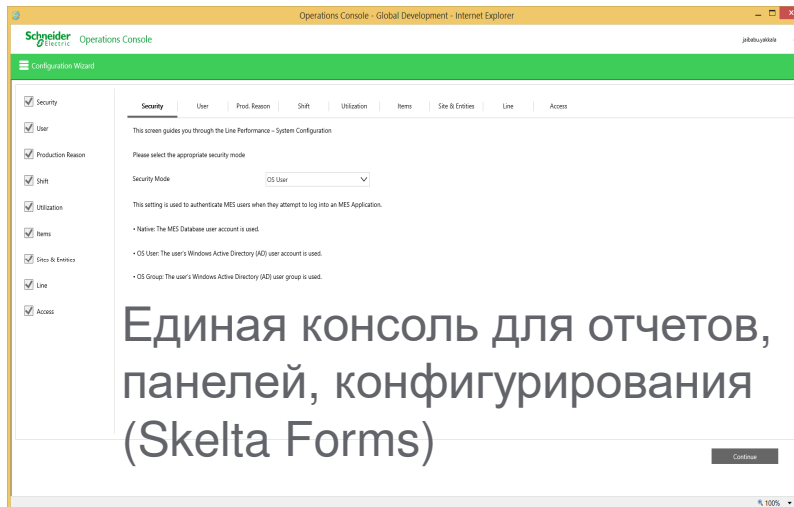 Operations Console - Global Development - Internet Explorer
Schneider Electric Operations Console
jaibabu.yakkala
Configuration Wizard
Security
User
Production Reason
Shift
Utilization
Items
Sites & Entities
Line
Access
Security User Prod. Reason Shift Utilization Items Site & Entities Line Access
This screen guides you through the Line Performance – System Configuration
Please select the appropriate security mode
Security Mode OS User
This setting is used to authenticate MES users when they attempt to log into an MES Application.
• Native: The MES Database user account is used.
• OS User: The user's Windows Active Directory (AD) user account is used.
• OS Group: The user's Windows Active Directory (AD) user group is used.
Единая консоль для отчетов,
панелей, конфигурирования
(Skelta Forms)
Continue
100%